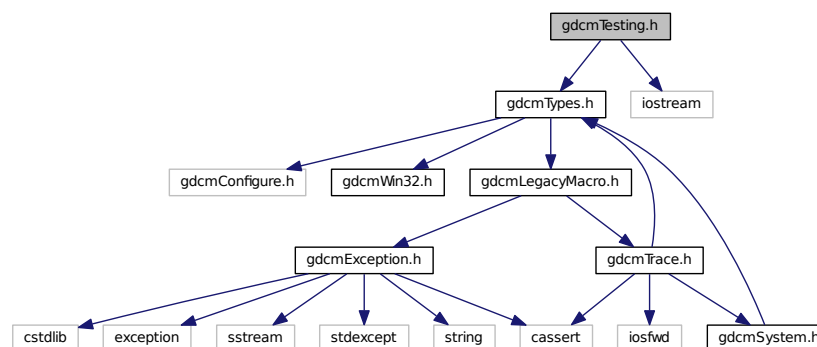 gdcmTesting.h
gdcmTypes.h
iostream
gdcmConfigure.h
gdcmWin32.h
gdcmLegacyMacro.h
gdcmException.h
gdcmTrace.h
cstdlib
exception
sstream
stdexcept
string
cassert
iosfwd
gdcmSystem.h